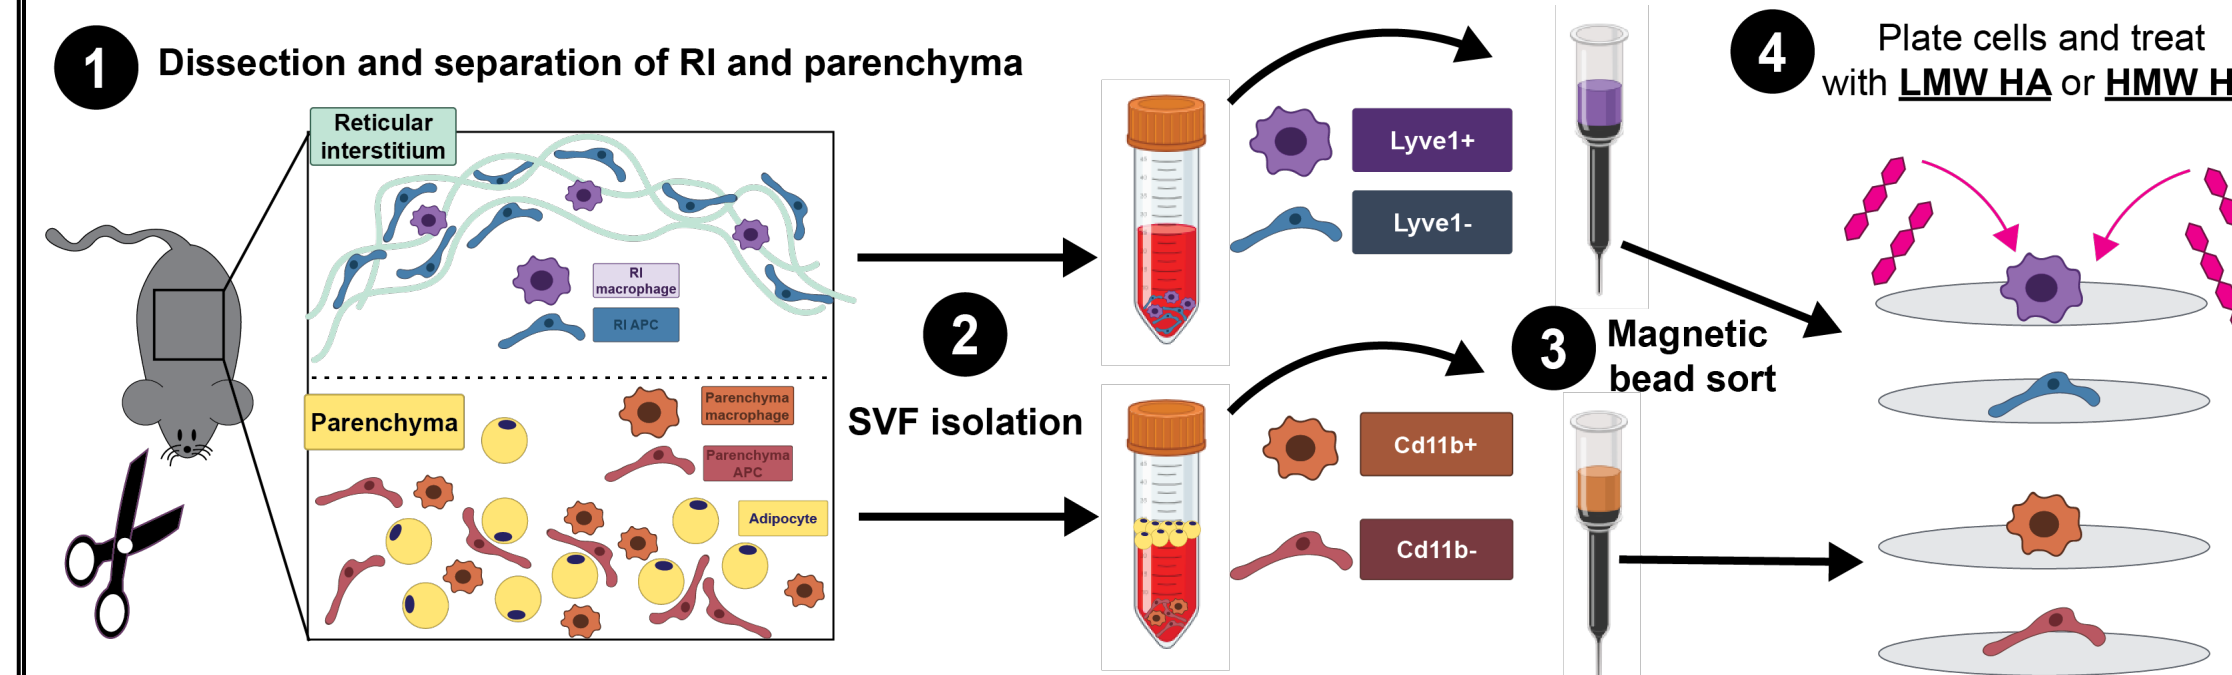 1
Dissection and separation of RI and parenchyma
Reticular
interstitium
RI
macrophage
RI APC
Parenchyma
Parenchyma
macrophage
Parenchyma
APC
Adipocyte
2
SVF isolation
Lyve1+
Lyve1-
Cd11b+
Cd11b-
3
Magnetic
bead sort
4
Plate cells and treat
with LMW HA or HMW H